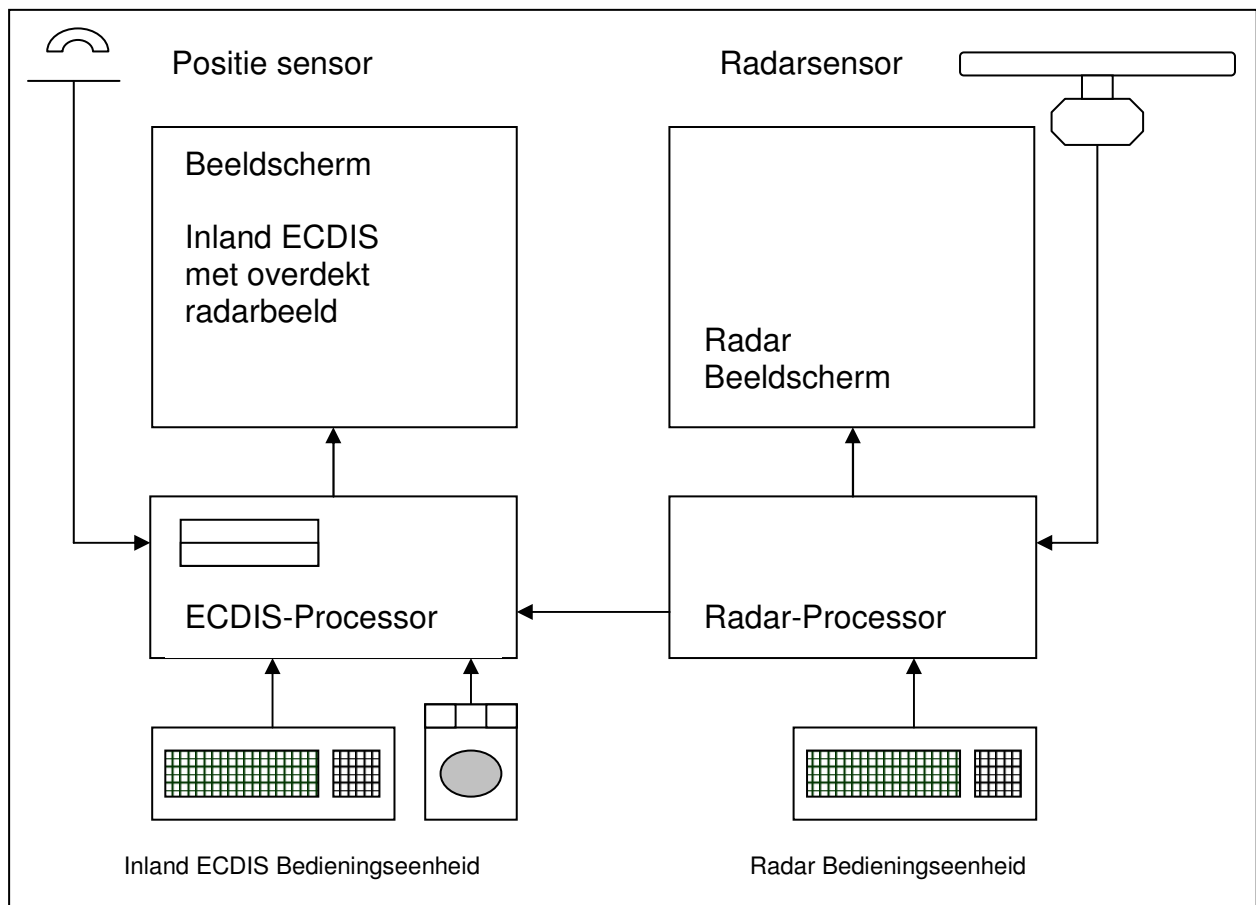 Positie sensor
Radarsensor
Beeldscherm
Inland ECDIS
met overdekt
radarbeeld
Radar
Beeldscherm
ECDIS-Processor
Radar-Processor
Inland ECDIS Bedieningseenheid
Radar Bedieningseenheid